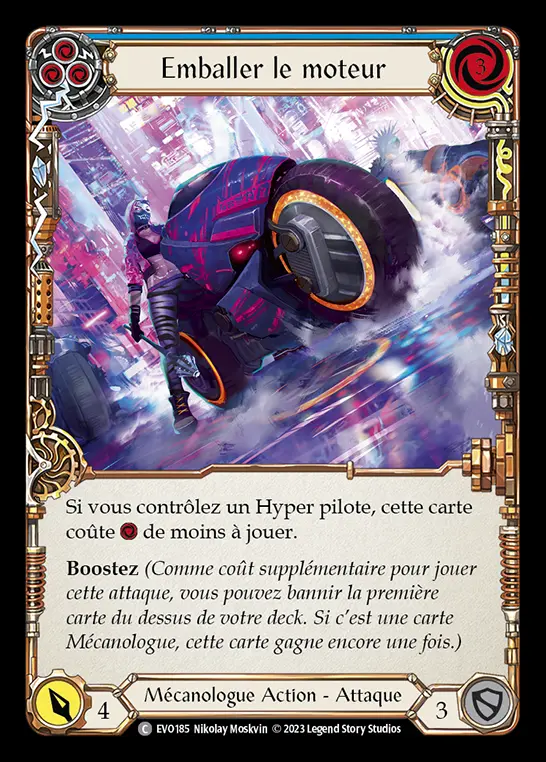 Emballer le moteur
3
Si vous contrôlez un Hyper pilote, cette carte
coûte de moins à jouer.
Boostez (Comme coût supplémentaire pour jouer
cette attaque, vous pouvez bannir la première
carte du dessus de votre deck. Si c'est une carte
Mécanologue, cette carte gagne encore une fois.)
4
Mécanologue Action - Attaque
3
C EVO185 Nikolay Moskvin © 2023 Legend Story Studios